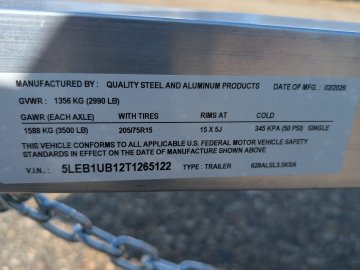 MANUFACTURED BY : QUALITY STEEL AND ALUMINUM PRODUCTS DATE OF MFG. : 02/2026
GVWR : 1356 KG (2990 LB)
GAWR (EACH AXLE) WITH TIRES RIMS AT COLD
1588 KG (3500 LB) 205/75R15 15 X 5J 345 KPA (50 PSI) SINGLE
THIS VEHICLE CONFORMS TO ALL APPLICABLE U.S. FEDERAL MOTOR VEHICLE SAFETY
STANDARDS IN EFFECT ON THE DATE OF MANUFACTURE SHOWN ABOVE
V.I.N. : 5LEB1UB12T1265122 TYPE : TRAILER 628ALSL3.5KSA